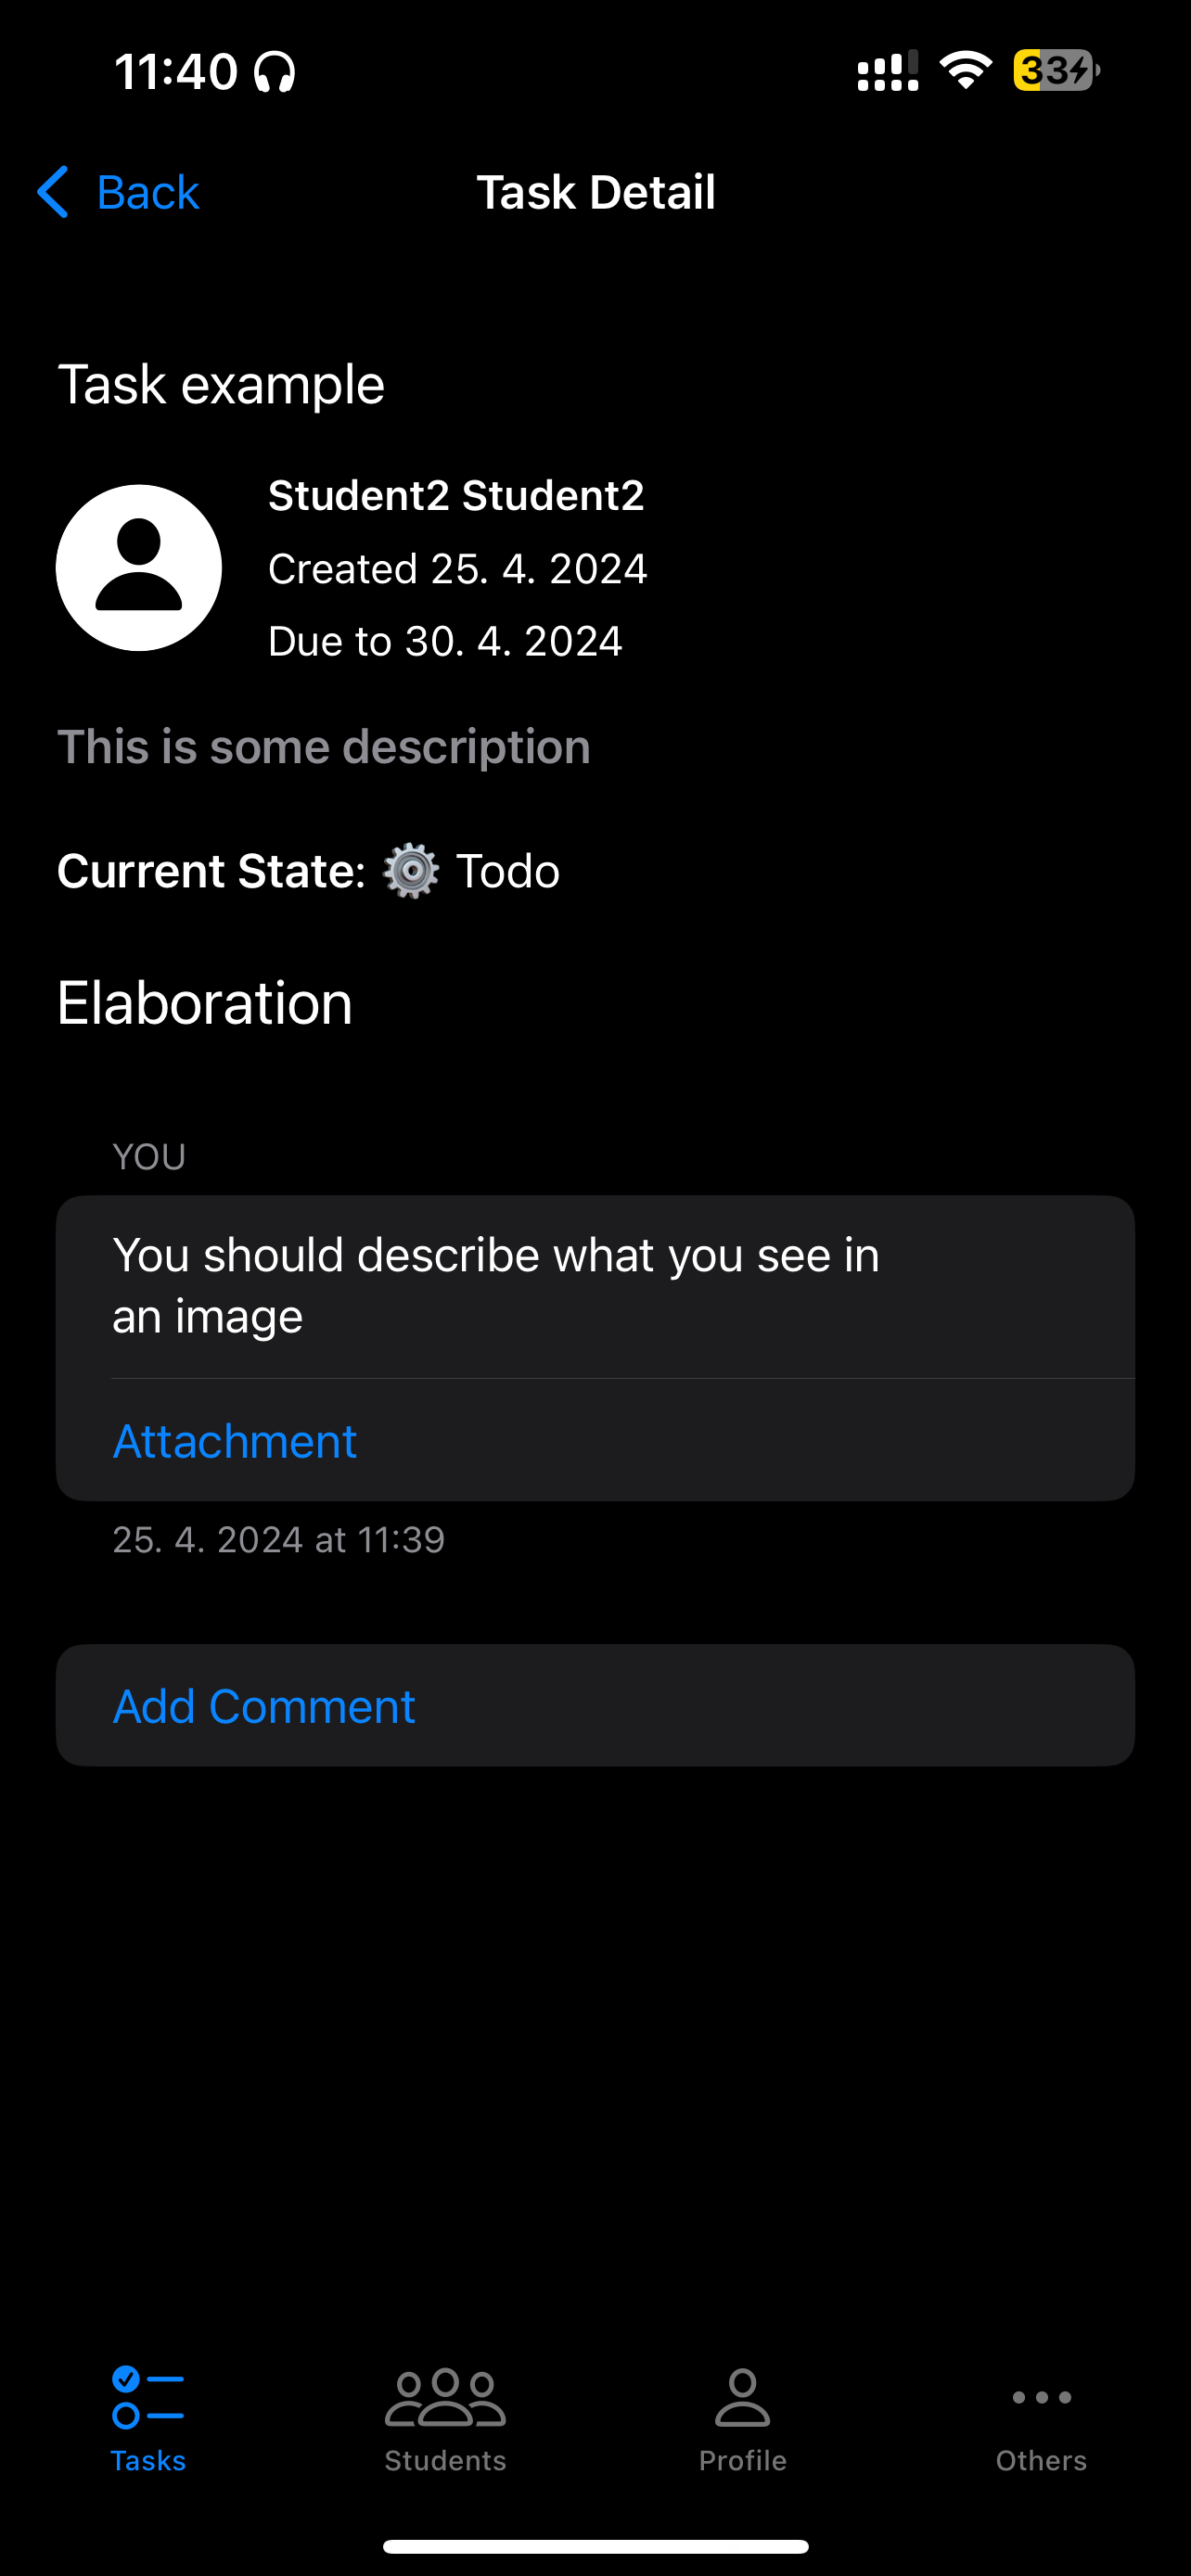 11:40
33
Back
Task Detail
Task example
Student2 Student2
Created 25. 4. 2024
Due to 30. 4. 2024
This is some description
Current State: ⚙️ Todo
Elaboration
YOU
You should describe what you see in
an image
Attachment
25. 4. 2024 at 11:39
Add Comment
Tasks
Students
Profile
Others